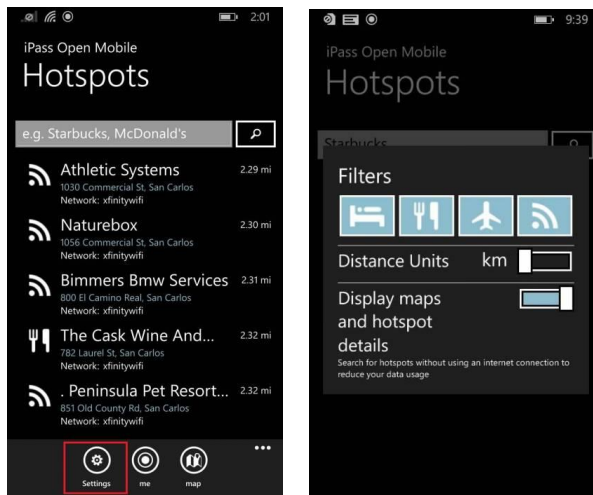 2:01
iPass Open Mobile
Hotspots
e.g. Starbucks, McDonald's
Athletic Systems 2.29 mi
1030 Commercial St, San Carlos
Network: xfinitywifi
Naturebox 2.30 mi
1056 Commercial St, San Carlos
Network: xfinitywifi
Bimmers Bmw Services 2.31 mi
800 El Camino Real, San Carlos
Network: xfinitywifi
The Cask Wine And... 2.32 mi
782 Laurel St, San Carlos
Network: xfinitywifi
. Peninsula Pet Resort... 2.32 mi
851 Old County Rd, San Carlos
Network: xfinitywifi
Settings me map
9:39
iPass Open Mobile
Hotspots
Starbucks
Filters
Distance Units km
Display maps
and hotspot
details
Search for hotspots without using an internet connection to
reduce your data usage